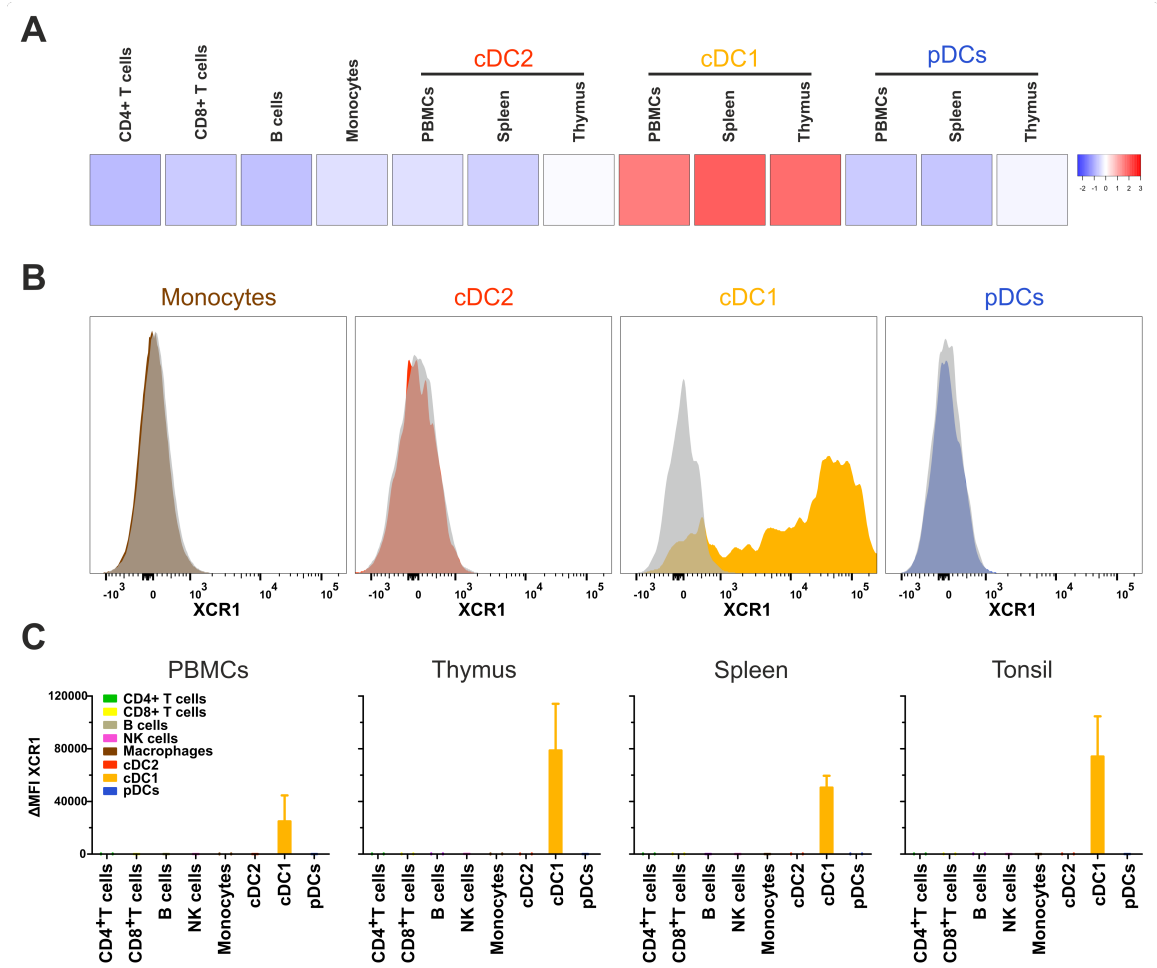 A
cDC2
cDC1
pDCs
CD4+ T cells
CD8+ T cells
B cells
Monocytes
PBMCs
Spleen
Thymus
PBMCs
Spleen
Thymus
PBMCs
Spleen
Thymus
-2 -1 0 1 2 3
B
Monocytes
cDC2
cDC1
pDCs
-10³ 0 10³ 10⁴ 10⁵
XCR1
-10³ 0 10³ 10⁴ 10⁵
XCR1
-10³ 0 10³ 10⁴ 10⁵
XCR1
-10³ 0 10³ 10⁴ 10⁵
XCR1
C
PBMCs
Thymus
Spleen
Tonsil
ΔMFI XCR1
120000
80000
40000
0
CD4+ T cells
CD8+ T cells
B cells
NK cells
Macrophages
cDC2
cDC1
pDCs
CD4⁺T cells
CD8⁺T cells
B cells
NK cells
Monocytes
cDC2
cDC1
pDCs
CD4⁺T cells
CD8⁺T cells
B cells
NK cells
Monocytes
cDC2
cDC1
pDCs
CD4⁺T cells
CD8⁺T cells
B cells
NK cells
Monocytes
cDC2
cDC1
pDCs
CD4⁺T cells
CD8⁺T cells
B cells
NK cells
Monocytes
cDC2
cDC1
pDCs